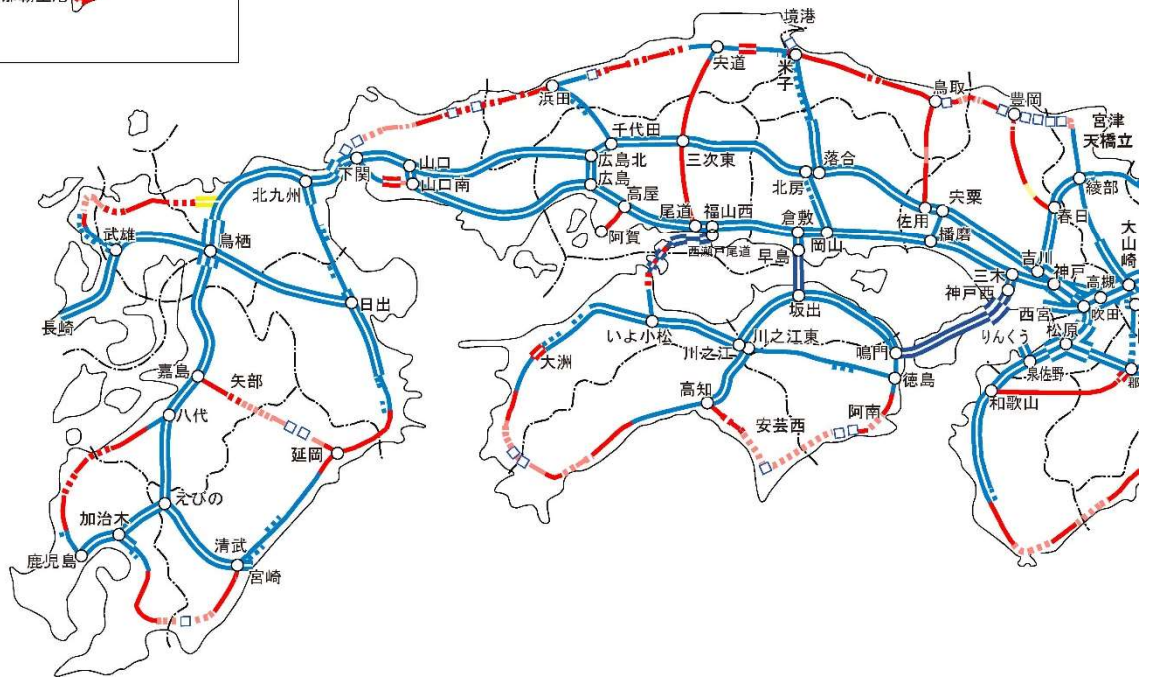 境港
宍道
米子
鳥取
豊岡
宮津
天橋立
浜田
千代田
三次東
落合
北房
広島北
広島
山口
山口南
下関
北九州
高屋
阿賀
尾道
福山西
倉敷
岡山
早島
西瀬戸尾道
佐用
宍粟
播磨
綾部
春日
大山崎
吉川
神戸
高槻
三木
神戸西
西宮
吹田
松原
りんくう
泉佐野
和歌山
武雄
鳥栖
長崎
日出
坂出
いよ小松
川之江
川之江東
鳴門
徳島
大洲
高知
安芸西
阿南
嘉島
矢部
八代
延岡
えびの
加治木
鹿児島
清武
宮崎